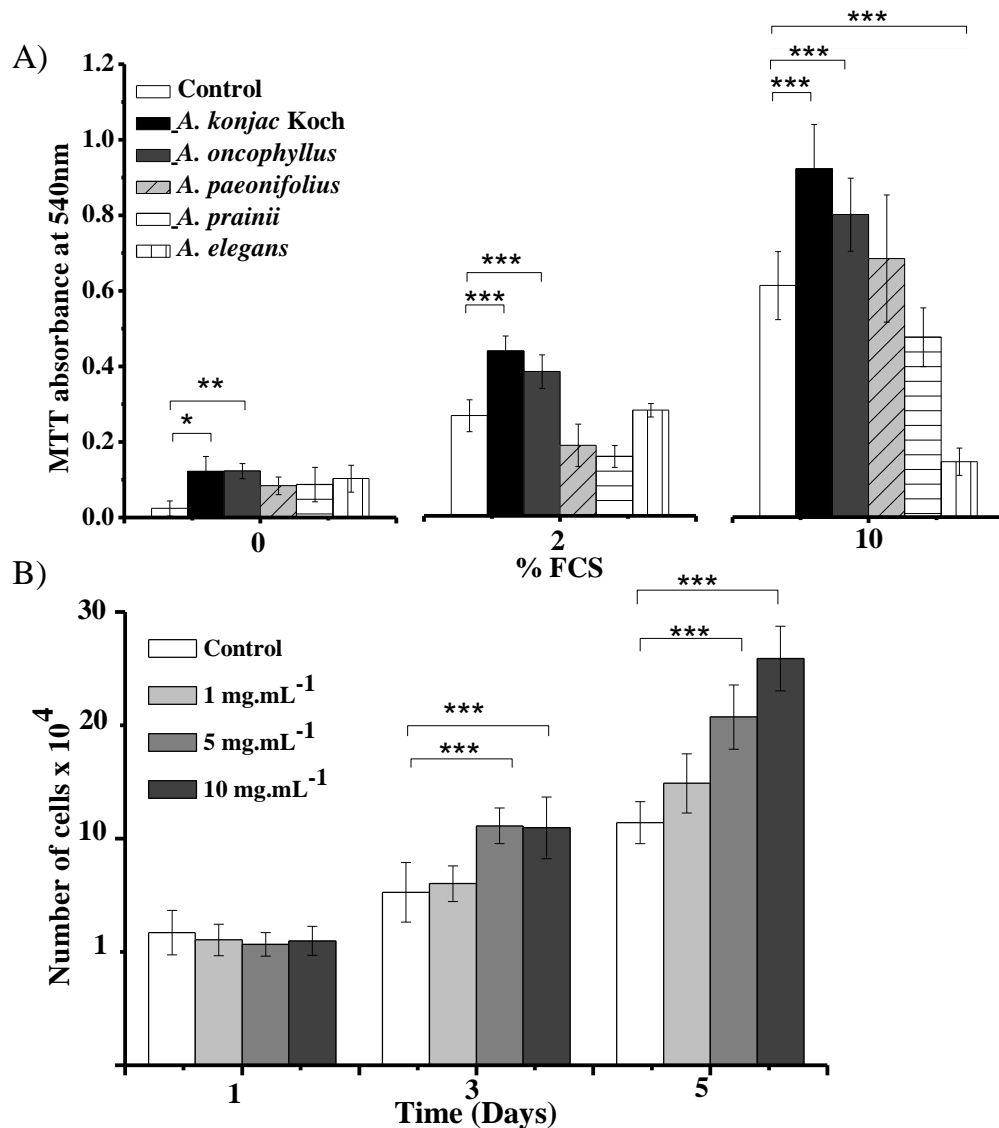 A)
***
***
***
1.2
1.0
0.8
0.6
0.4
0.2
0.0
MTT absorbance at 540nm
Control
A. konjac Koch
A. oncophyllus
A. paeonifolius
A. prainii
A. elegans
***
***
**
*
0
2
10
% FCS
B)
30
20
10
1
Number of cells x 10^4
Control
1 mg.mL^-1
5 mg.mL^-1
10 mg.mL^-1
***
***
***
***
1
3
5
Time (Days)